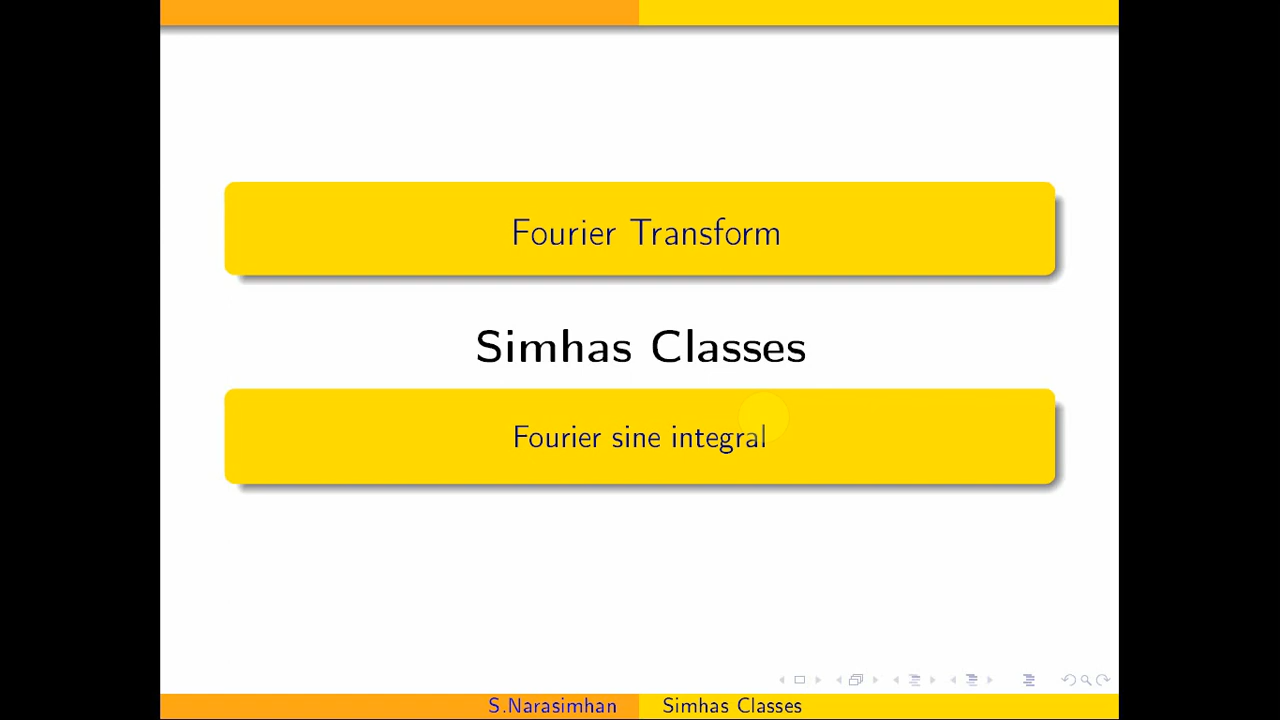 Fourier Transform
Simhas Classes
Fourier sine integral
S.Narasimhan
Simhas Classes